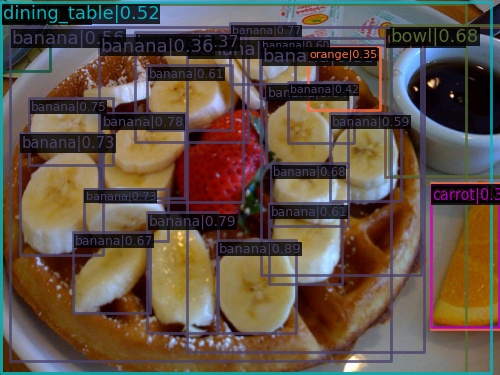 dining_table|0.52
banana|0.77
bowl|0.68
banana|0.56
banana|0.36
.37
banana|0.60
orange|0.35
banana|0.61
banana|0.42
banana|0.75
banana|0.78
banana|0.59
banana|0.73
banana|0.68
carrot|0.3
banana|0.73
banana|0.79
banana|0.61
banana|0.67
banana|0.89